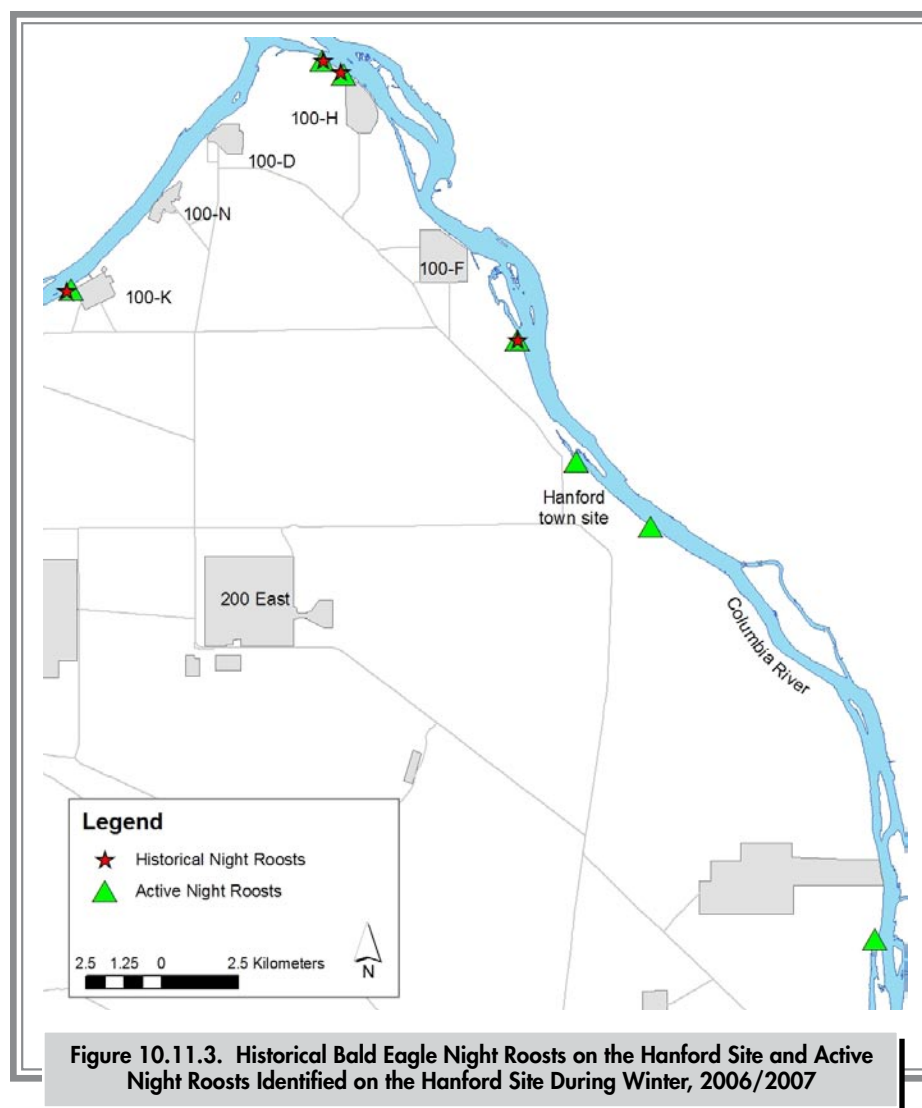 100-H
100-D
100-N
100-F
100-K
Hanford
town site
200 East
Columbia River
Legend
Historical Night Roosts
Active Night Roosts
2.5 1.25 0 2.5 Kilometers
N
Figure 10.11.3. Historical Bald Eagle Night Roosts on the Hanford Site and Active
Night Roosts Identified on the Hanford Site During Winter, 2006/2007